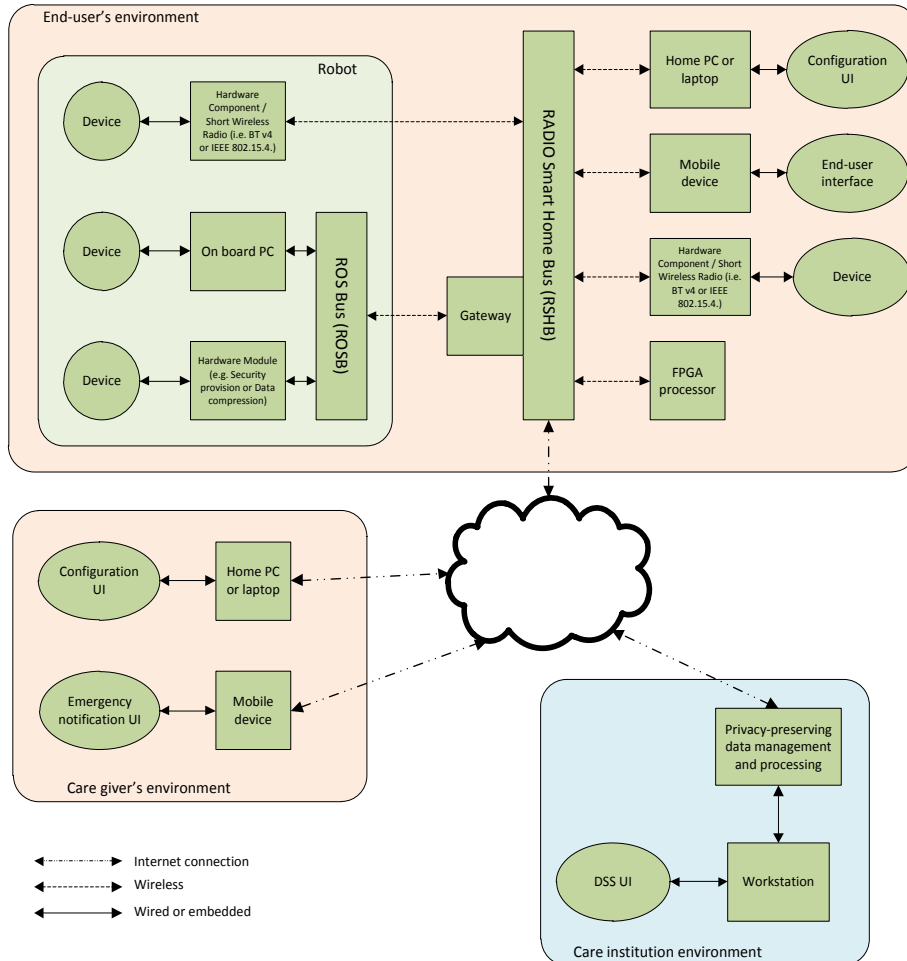 End-user's environment
Robot
Device
Hardware
Component /
Short Wireless
Radio (i.e. BT v4
or IEEE 802.15.4.)
Device
On board PC
Device
Hardware Module
(e.g. Security
provision or Data
compression)
ROS Bus (ROSB)
Gateway
RADIO Smart Home
Bus (RSHB)
Home PC or
laptop
Configuration
UI
Mobile
device
End-user
interface
Hardware
Component / Short
Wireless Radio (i.e.
BT v4 or IEEE
802.15.4.)
Device
FPGA
processor
Configuration
UI
Home PC
or laptop
Emergency
notification UI
Mobile
device
Care giver's environment
Privacy-preserving
data management
and processing
DSS UI
Workstation
Care institution environment
Internet connection
Wireless
Wired or embedded